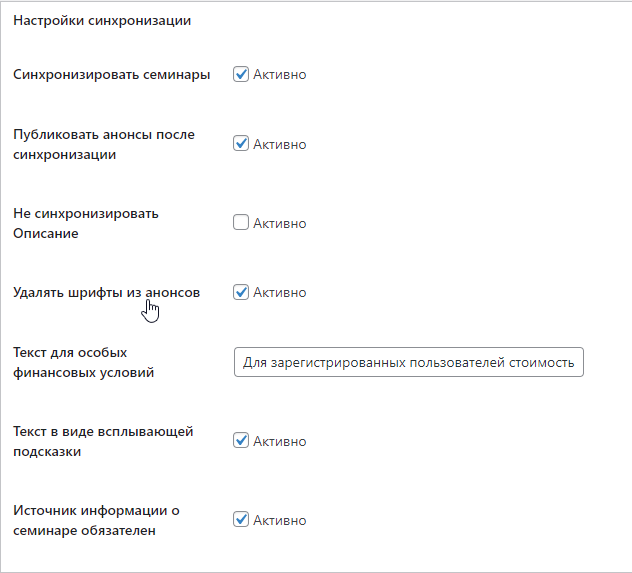 Настройки синхронизации
Синхронизировать семинары
Активно
Публиковать анонсы после
синхронизации
Активно
Не синхронизировать
Описание
Активно
Удалять шрифты из анонсов
Активно
Текст для особых
финансовых условий
Для зарегистрированных пользователей стоимость
Текст в виде всплывающей
подсказки
Активно
Источник информации о
семинаре обязателен
Активно